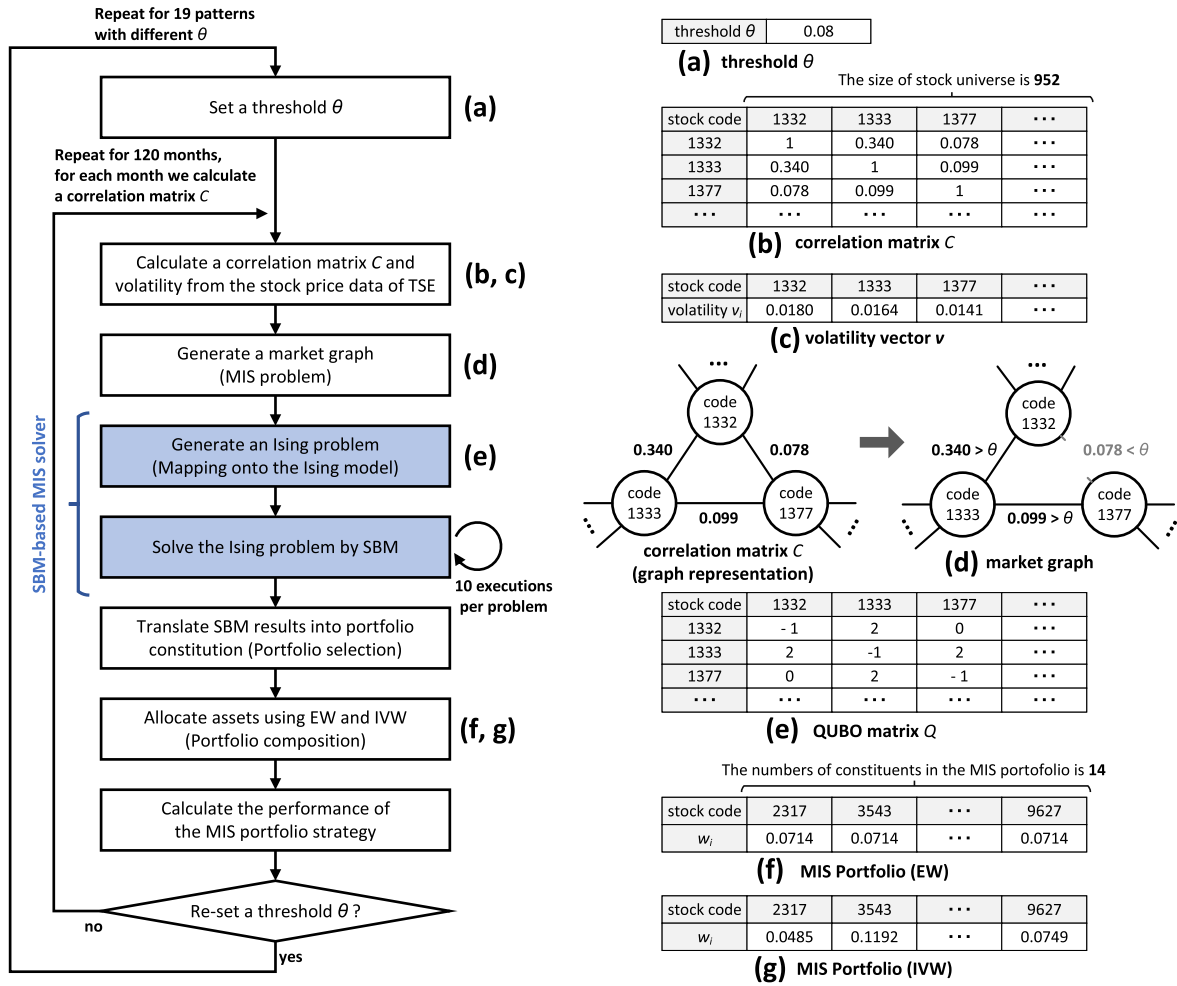 Repeat for 19 patterns
with different θ
Set a threshold θ
(a)
Repeat for 120 months,
for each month we calculate
a correlation matrix C
Calculate a correlation matrix C and
volatility from the stock price data of TSE
(b, c)
Generate a market graph
(MIS problem)
(d)
SBM-based MIS solver
Generate an Ising problem
(Mapping onto the Ising model)
(e)
Solve the Ising problem by SBM
10 executions
per problem
Translate SBM results into portfolio
constitution (Portfolio selection)
Allocate assets using EW and IVW
(Portfolio composition)
(f, g)
Calculate the performance of
the MIS portfolio strategy
Re-set a threshold θ ?
no
yes
threshold θ 0.08
(a) threshold θ
The size of stock universe is 952
stock code 1332 1333 1377 ···
1332 1 0.340 0.078 ···
1333 0.340 1 0.099 ···
1377 0.078 0.099 1 ···
··· ··· ··· ··· ···
(b) correlation matrix C
stock code 1332 1333 1377 ···
volatility vᵢ 0.0180 0.0164 0.0141 ···
(c) volatility vector v
···
code
1332
0.340 0.078
code
1333
code
1377
0.099
···
···
correlation matrix C
(graph representation)
···
code
1332
0.340 > θ
0.078 < θ
code
1333
code
1377
0.099 > θ
···
···
(d) market graph
stock code 1332 1333 1377 ···
1332 - 1 2 0 ···
1333 2 -1 2 ···
1377 0 2 - 1 ···
··· ··· ··· ··· ···
(e) QUBO matrix Q
The numbers of constituents in the MIS portofolio is 14
stock code 2317 3543 ··· 9627
wᵢ 0.0714 0.0714 ··· 0.0714
(f) MIS Portfolio (EW)
stock code 2317 3543 ··· 9627
wᵢ 0.0485 0.1192 ··· 0.0749
(g) MIS Portfolio (IVW)